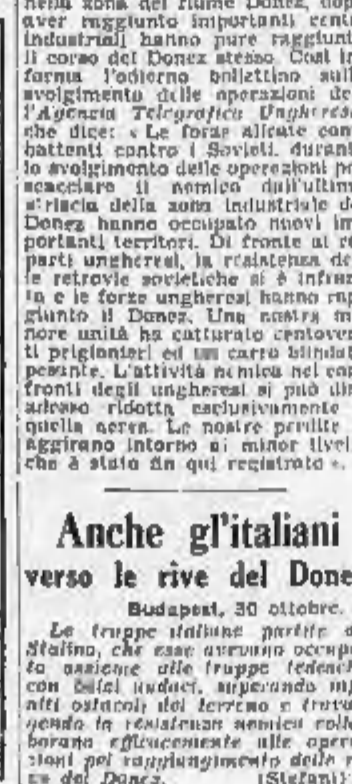 nella zona del fiume Donez, dop
aver raggiunto importanti centi
industriali hanno pure raggiunt
il corso del Donez stesso. Così in
forma l'odierno bollettino sull
svolgimento delle operazioni de
l'Agenzia Telegrafica Ungheres
che dice: « Le forze alleate com
battenti contro i Sovieti, durant
lo svolgimento delle operazioni pe
scacciare il nemico dall'ultim
striscia della zona industriale de
Donez hanno occupato nuovi im
portanti territori. Di fronte ai re
parti ungheresi, la resistenza de
le retrovie sovietiche si è infran
ta e le forze ungheresi hanno rag
giunto il Donez. Una nostra mi
nore unità ha catturato centoven
ti prigionieri ed un carro blindat
pesante. L'attività nemica nei con
fronti degli ungheresi si può dir
adesso ridotta esclusivamente
quella aerea. Le nostre perdite
aggirano intorno ai minor livel
che è stato fin qui registrato ».
Anche gl'italiani
verso le rive del Done
Budapest, 30 ottobre.
Le truppe italiane partite d
Stalino, che esse avevano occupa
to assieme alle truppe tedesch
con audaci, superando inf
niti ostacoli del terreno e trava
gendo la resistenza nemica colla
borano efficacemente alle opera
zioni pel raggiungimento delle r
ve del Donez. (Stefani)